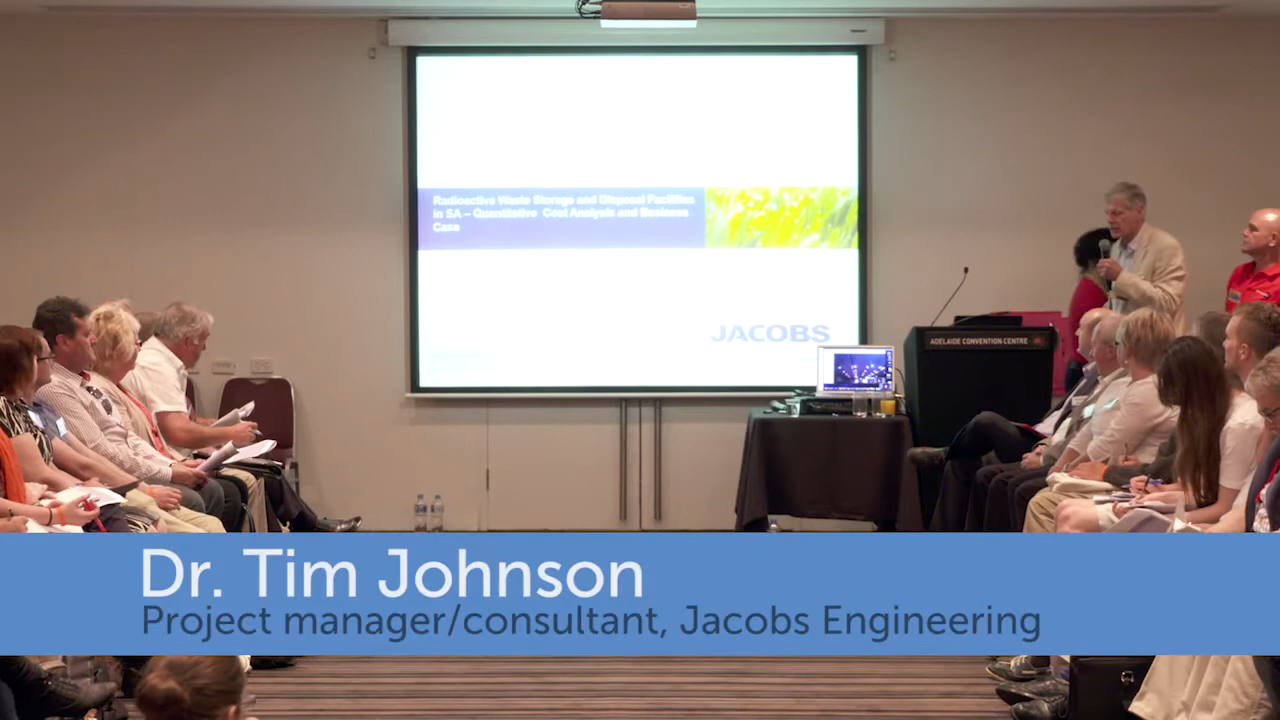 Radioactive Waste Storage and Disposal Facilities
in SA – Quantitative Cost Analysis and Business
Case
JACOBS
ADELAIDE CONVENTION CENTRE
Dr. Tim Johnson
Project manager/consultant, Jacobs Engineering